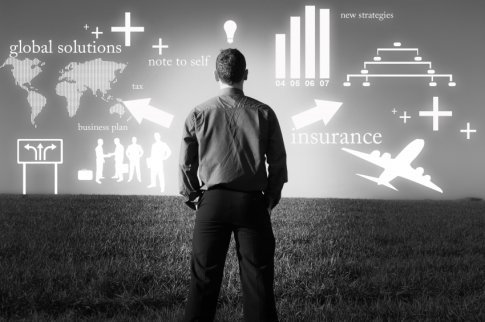 new strategies
global solutions
note to self
04 05 06 07
tax
business plan
insurance